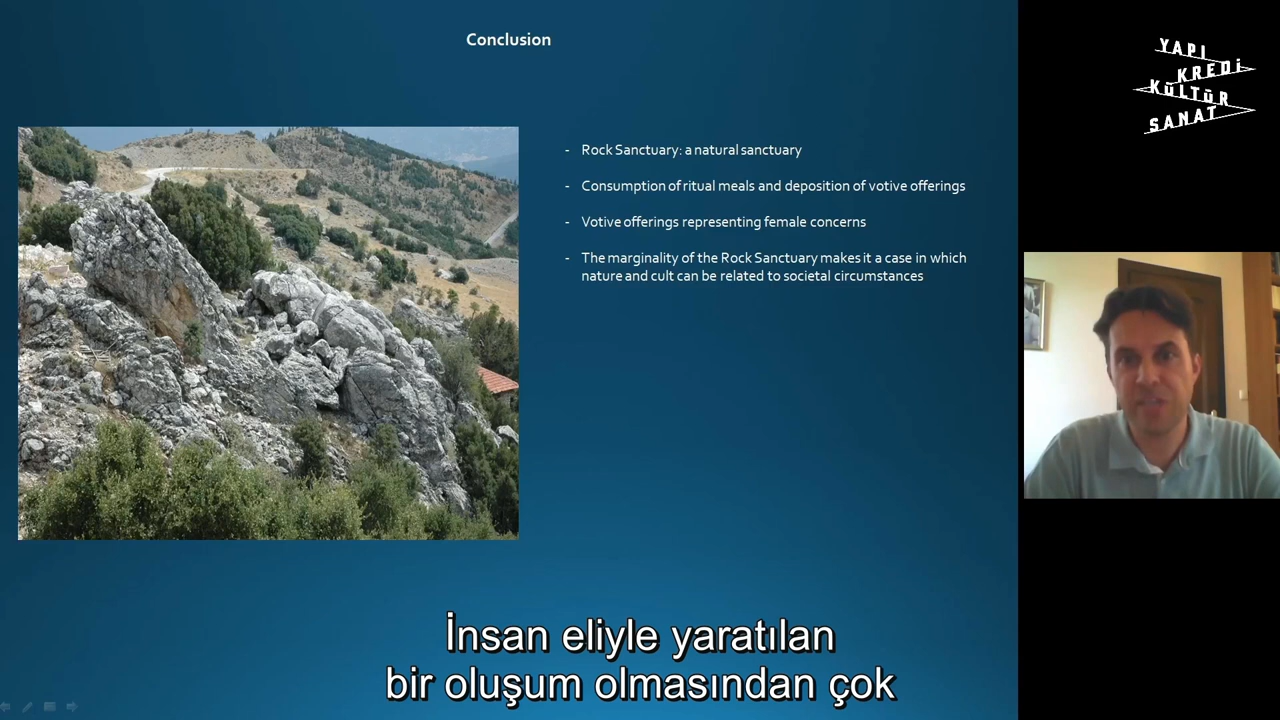 Conclusion
- Rock Sanctuary: a natural sanctuary
- Consumption of ritual meals and deposition of votive offerings
- Votive offerings representing female concerns
- The marginality of the Rock Sanctuary makes it a case in which
nature and cult can be related to societal circumstances
YAPI
KREDİ
KÜLTÜR
SANAT
İnsan eliyle yaratılan
bir oluşum olmasından çok